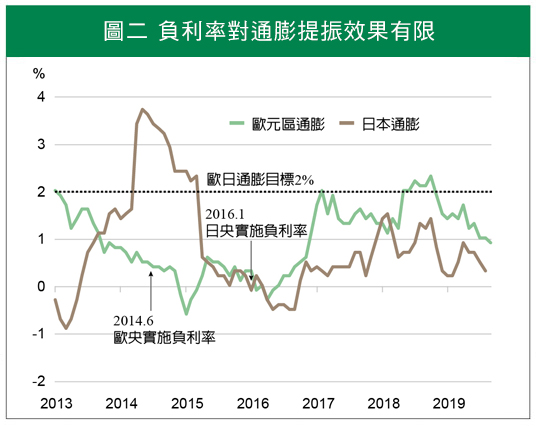 圖二 負利率對通膨提振效果有限
%
4
3
2
1
0
-1
-2
歐元區通膨
日本通膨
歐日通膨目標2%
2016.1
日央實施負利率
2014.6
歐央實施負利率
2013 2014 2015 2016 2017 2018 2019